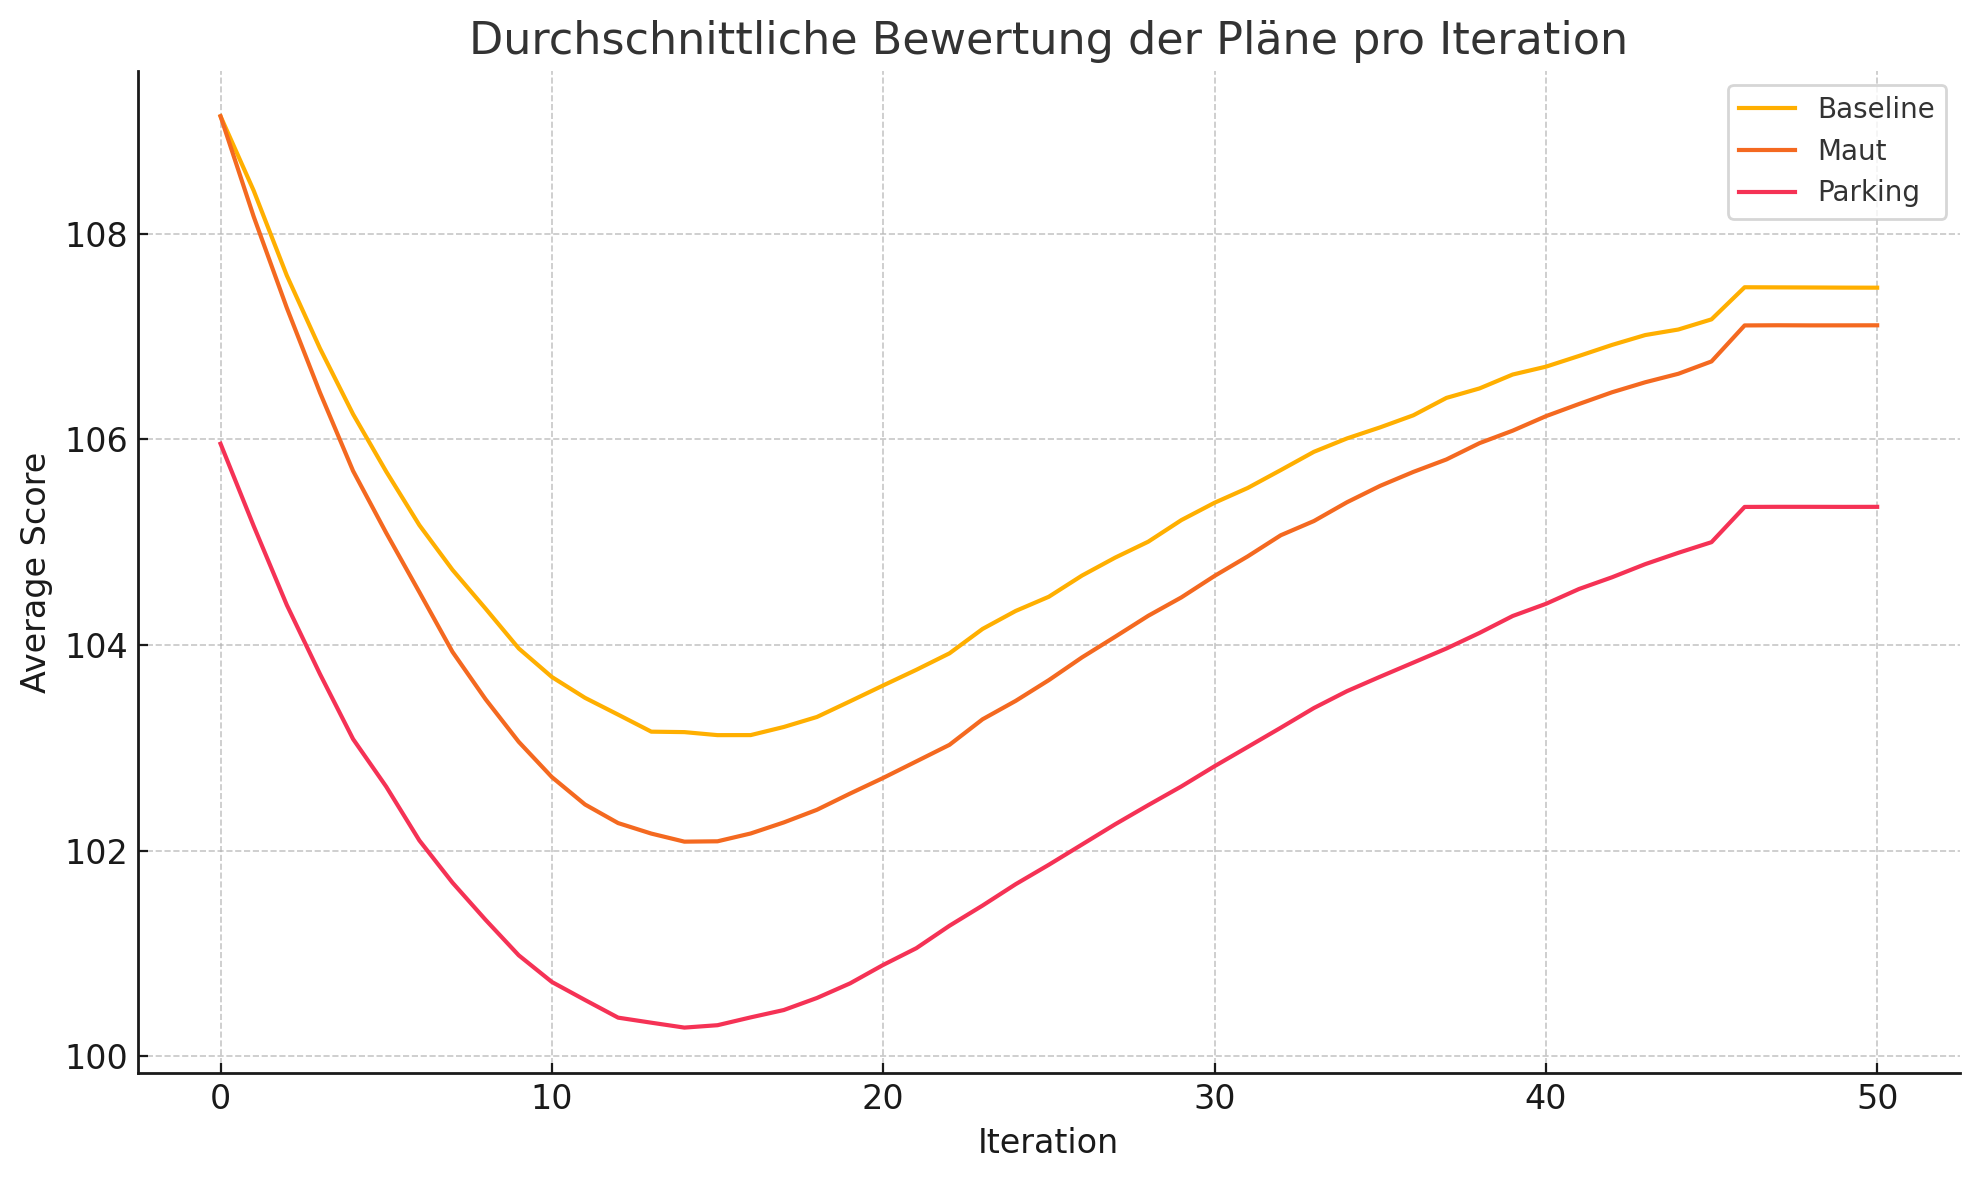 Durchschnittliche Bewertung der Pläne pro Iteration
Baseline
Maut
Parking
Average Score
108
106
104
102
100
0 10 20 30 40 50
Iteration